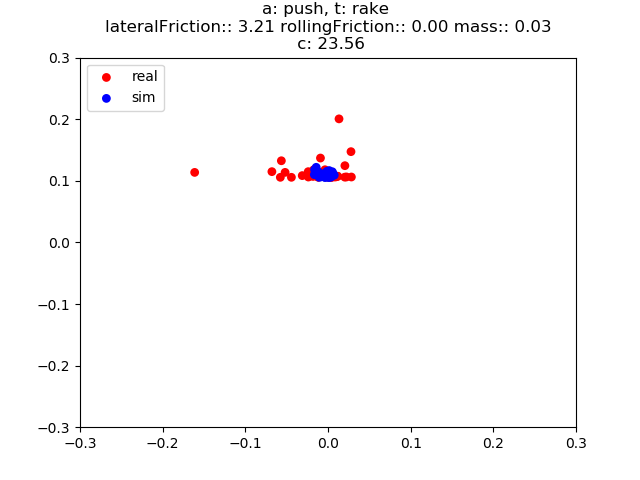 a: push, t: rake
lateralFriction:: 3.21 rollingFriction:: 0.00 mass:: 0.03
c: 23.56
real
sim
0.3
0.2
0.1
0.0
−0.1
−0.2
−0.3
−0.3 −0.2 −0.1 0.0 0.1 0.2 0.3